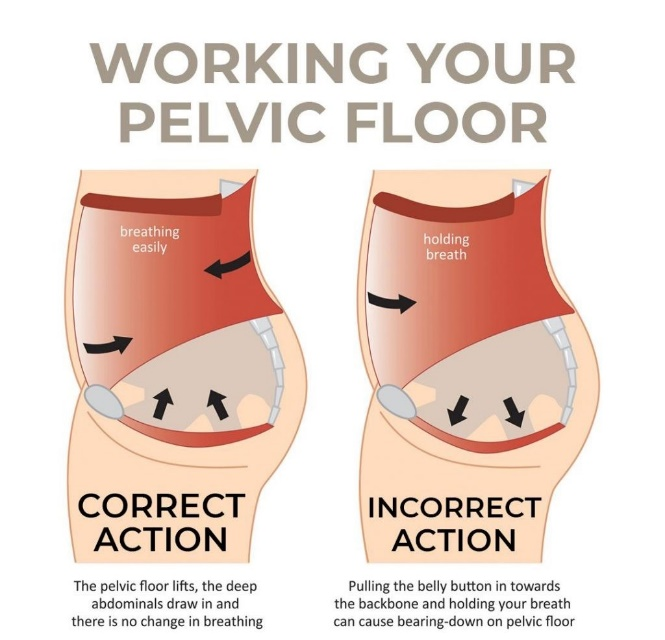 WORKING YOUR
PELVIC FLOOR
breathing
easily
holding
breath
CORRECT
ACTION
INCORRECT
ACTION
The pelvic floor lifts, the deep
abdominals draw in and
there is no change in breathing
Pulling the belly button in towards
the backbone and holding your breath
can cause bearing-down on pelvic floor